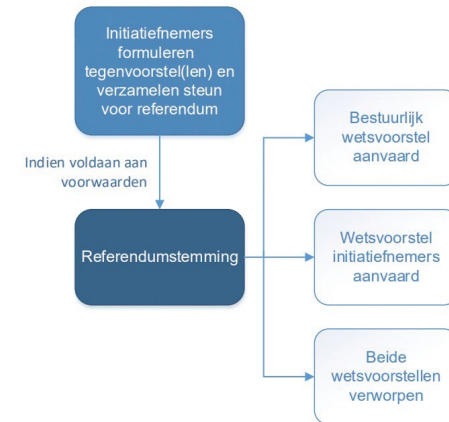 Initiatiefnemers
formuleren
tegenvoorstel(len) en
verzamelen steun
voor referendum
Indien voldaan aan
voorwaarden
Referendumstemming
Bestuurlijk
wetsvoorstel
aanvaard
Wetsvoorstel
initiatiefnemers
aanvaard
Beide
wetsvoorstellen
verworpen